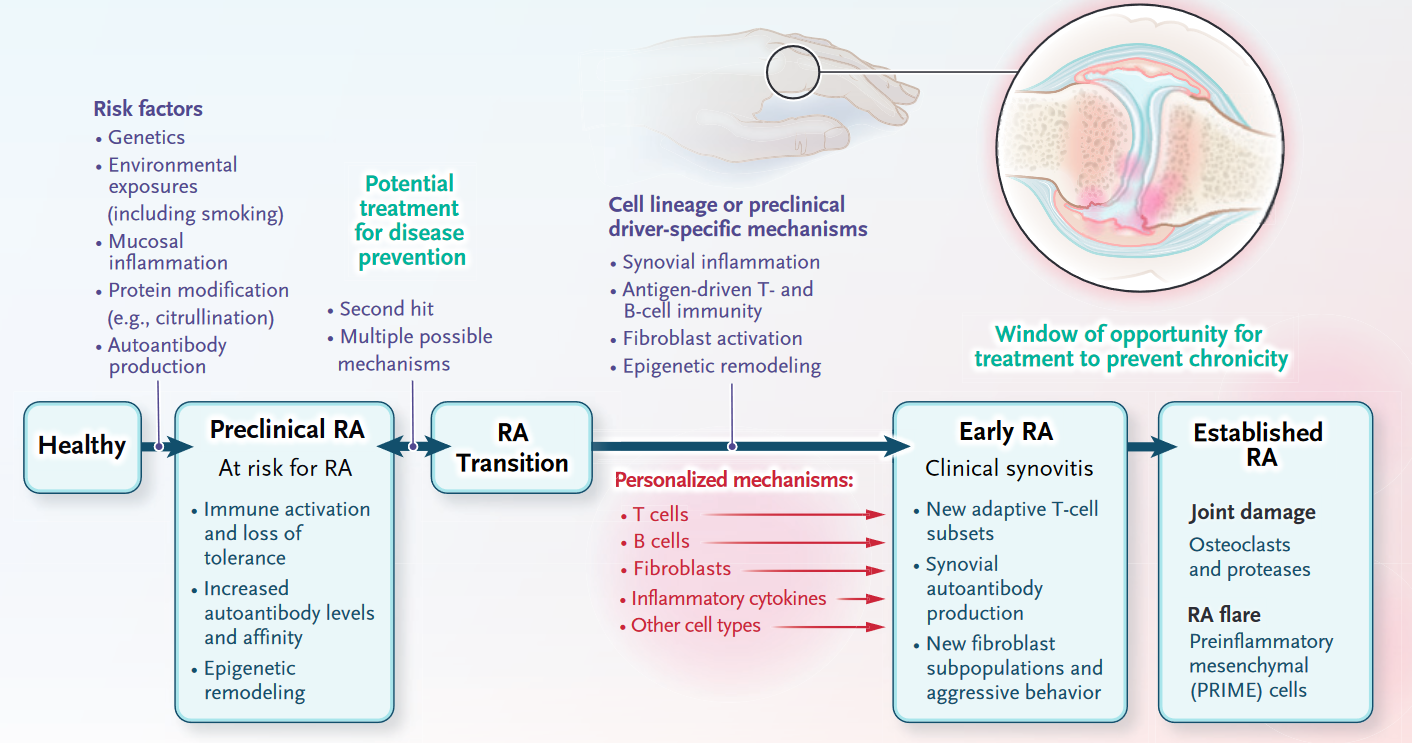 Risk factors
• Genetics
• Environmental
exposures
(including smoking)
• Mucosal
inflammation
• Protein modification
(e.g., citrullination)
• Autoantibody
production
Potential
treatment
for disease
prevention
• Second hit
• Multiple possible
mechanisms
Cell lineage or preclinical
driver-specific mechanisms
• Synovial inflammation
• Antigen-driven T- and
B-cell immunity
• Fibroblast activation
• Epigenetic remodeling
Window of opportunity for
treatment to prevent chronicity
Healthy
Preclinical RA
At risk for RA
• Immune activation
and loss of
tolerance
• Increased
autoantibody levels
and affinity
• Epigenetic
remodeling
RA
Transition
Personalized mechanisms:
• T cells
• B cells
• Fibroblasts
• Inflammatory cytokines
• Other cell types
Early RA
Clinical synovitis
• New adaptive T-cell
subsets
• Synovial
autoantibody
production
• New fibroblast
subpopulations and
aggressive behavior
Established
RA
Joint damage
Osteoclasts
and proteases
RA flare
Preinflammatory
mesenchymal
(PRIME) cells